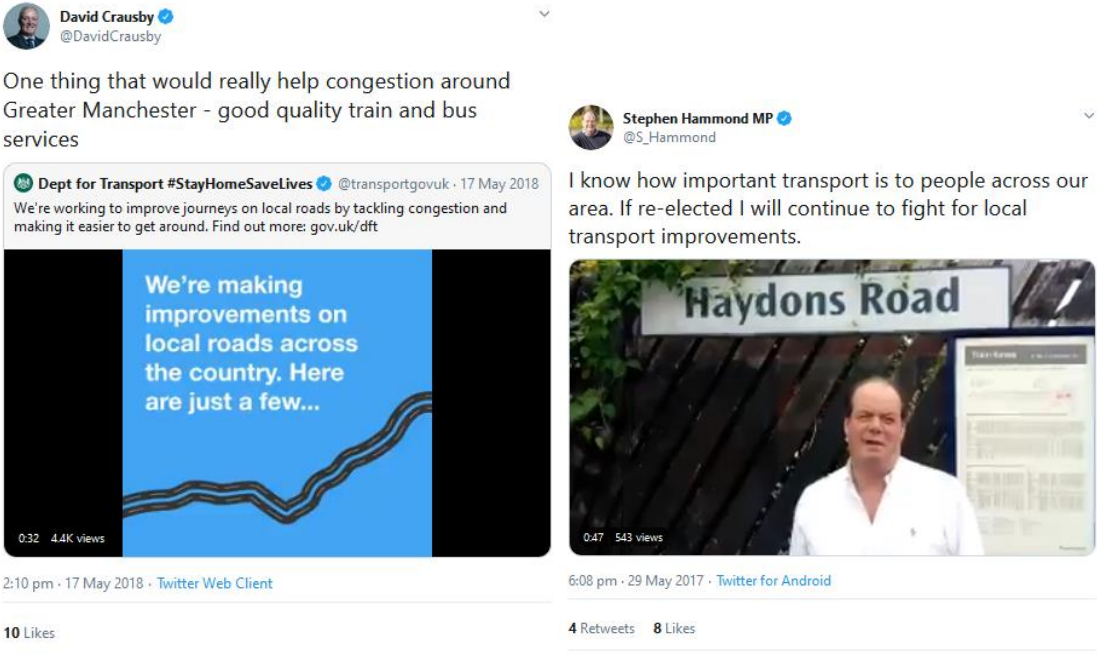 David Crausby
@DavidCrausby
One thing that would really help congestion around
Greater Manchester - good quality train and bus
services
Dept for Transport #StayHomeSaveLives @transportgovuk · 17 May 2018
We're working to improve journeys on local roads by tackling congestion and
making it easier to get around. Find out more: gov.uk/dft
We're making
improvements on
local roads across
the country. Here
are just a few...
0:32 4.4K views
2:10 pm · 17 May 2018 · Twitter Web Client
10 Likes
Stephen Hammond MP
@S_Hammond
I know how important transport is to people across our
area. If re-elected I will continue to fight for local
transport improvements.
Haydons Road
0:47 543 views
6:08 pm · 29 May 2017 · Twitter for Android
4 Retweets 8 Likes